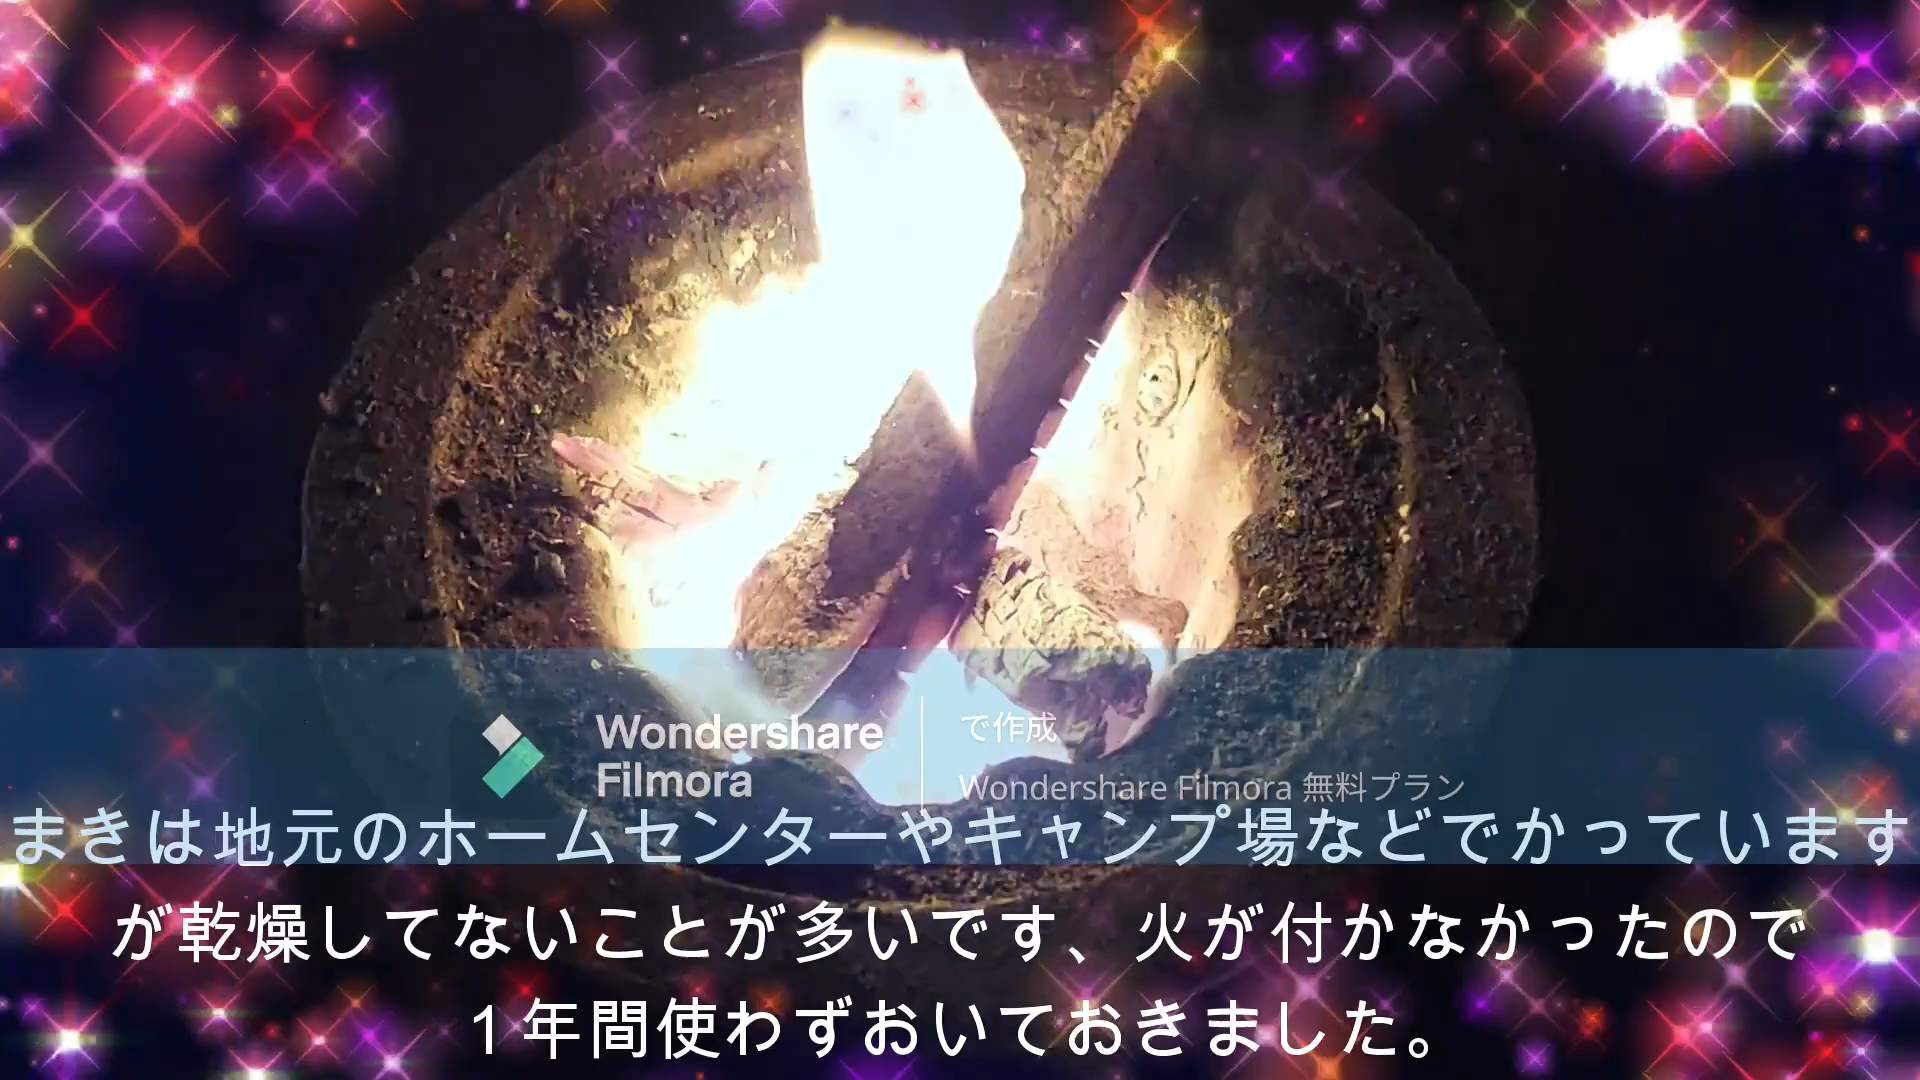 Wondershare
Filmora
で作成
Wondershare Filmora 無料プラン
まきは地元のホームセンターやキャンプ場などでかっています
が乾燥してないことが多いです、火が付かなかったので
１年間使わずおいておきました。